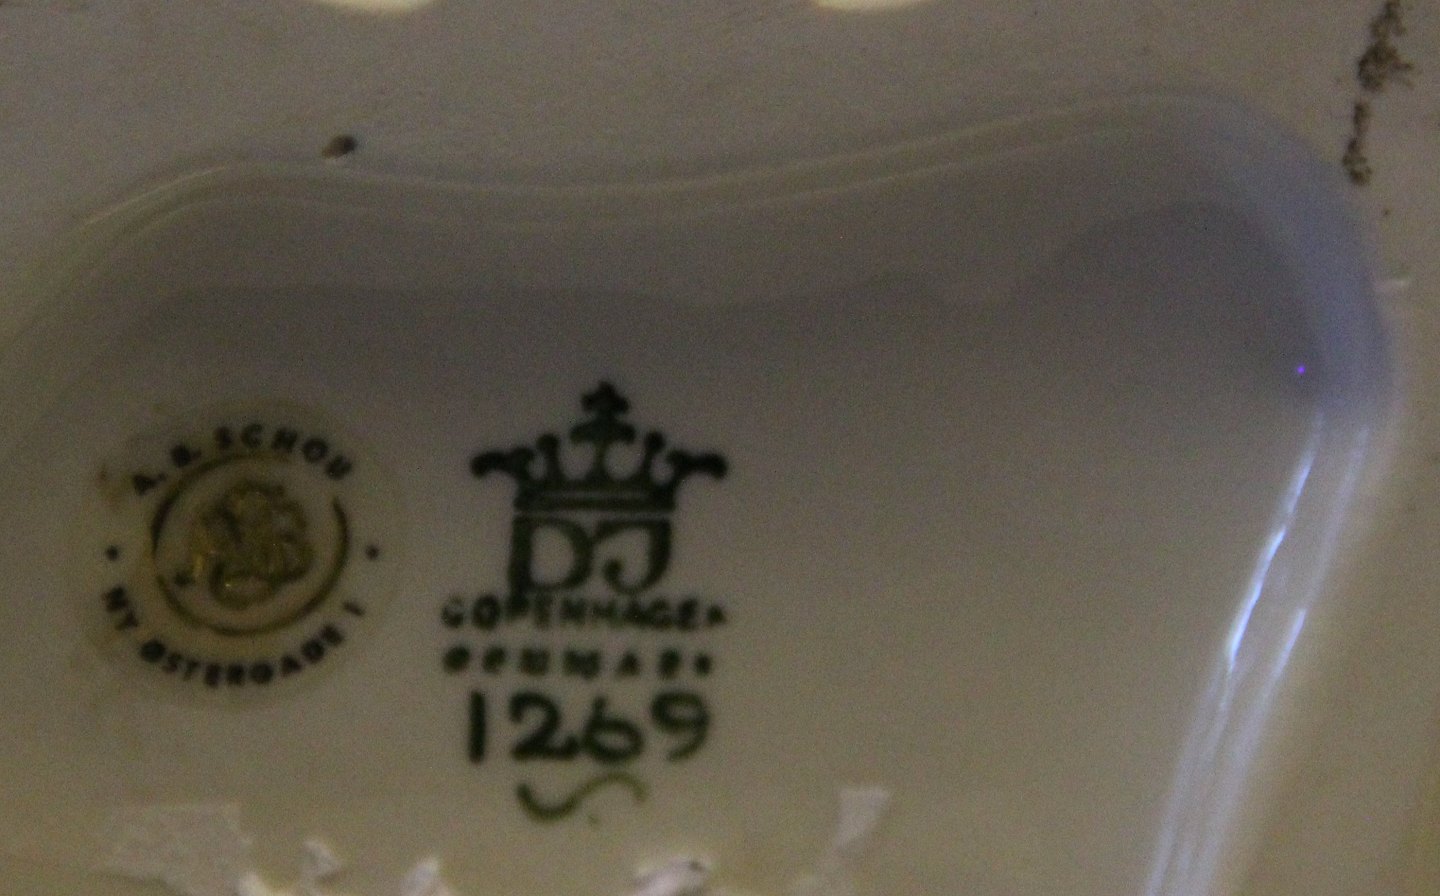 A. B. SCHOU
NY ØSTERGADE 1
DJ
COPENHAGEN
DENMARK
1269